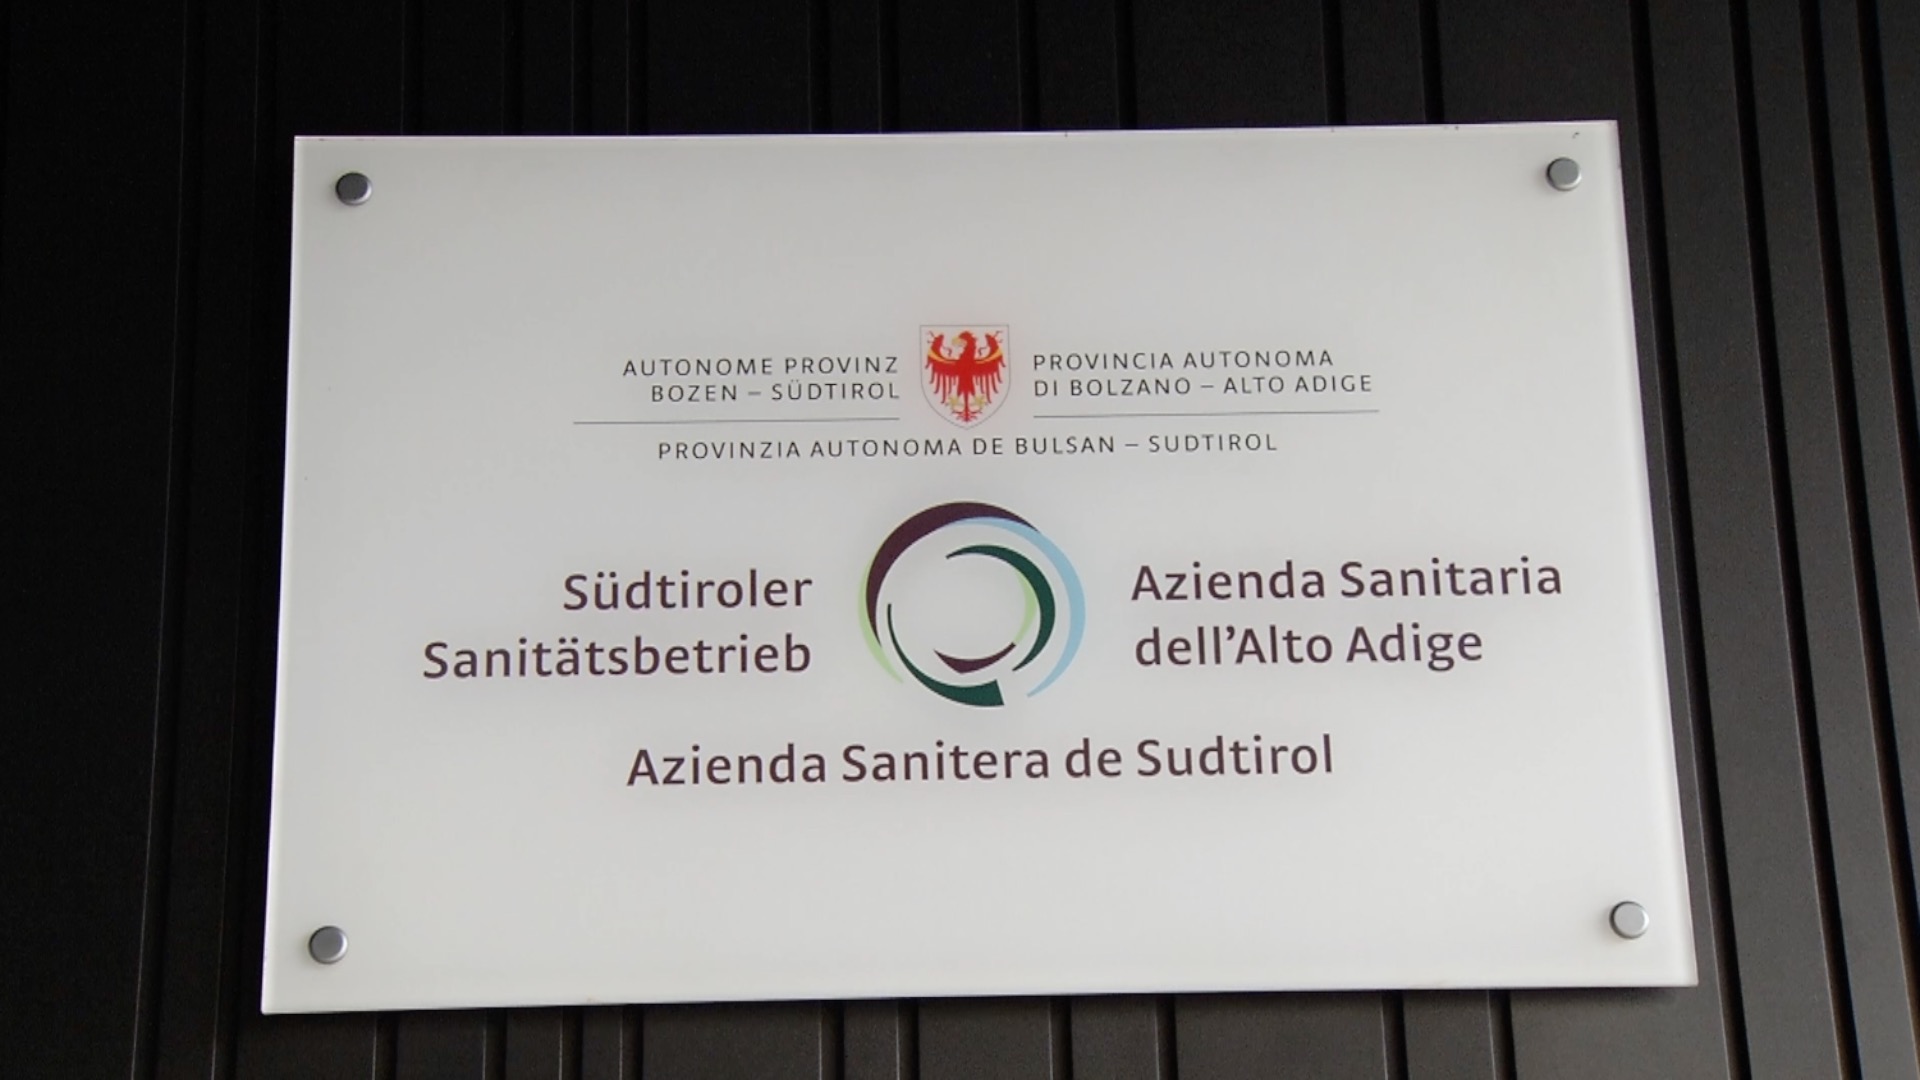 AUTONOME PROVINZ
BOZEN – SÜDTIROL
PROVINCIA AUTONOMA
DI BOLZANO – ALTO ADIGE
PROVINZIA AUTONOMA DE BULSAN – SUDTIROL
Südtiroler
Sanitätsbetrieb
Azienda Sanitaria
dell’Alto Adige
Azienda Sanitera de Sudtirol